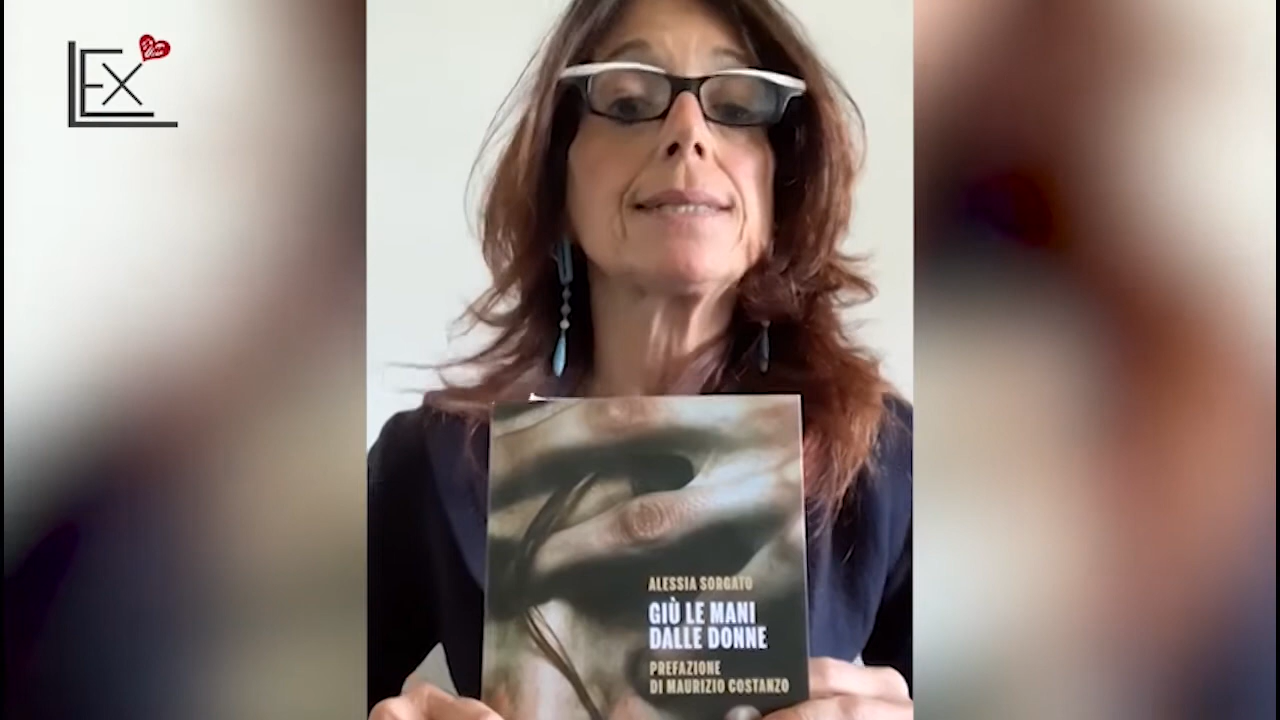 LEX
ALESSIA SORGATO
GIÙ LE MANI
DALLE DONNE
PREFAZIONE
DI MAURIZIO COSTANZO